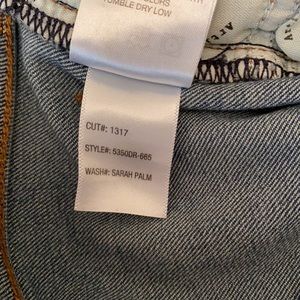 TUMBLE DRY LOW
CUT#: 1317
STYLE#: 5350DR-665
WASH#: SARAH PALM